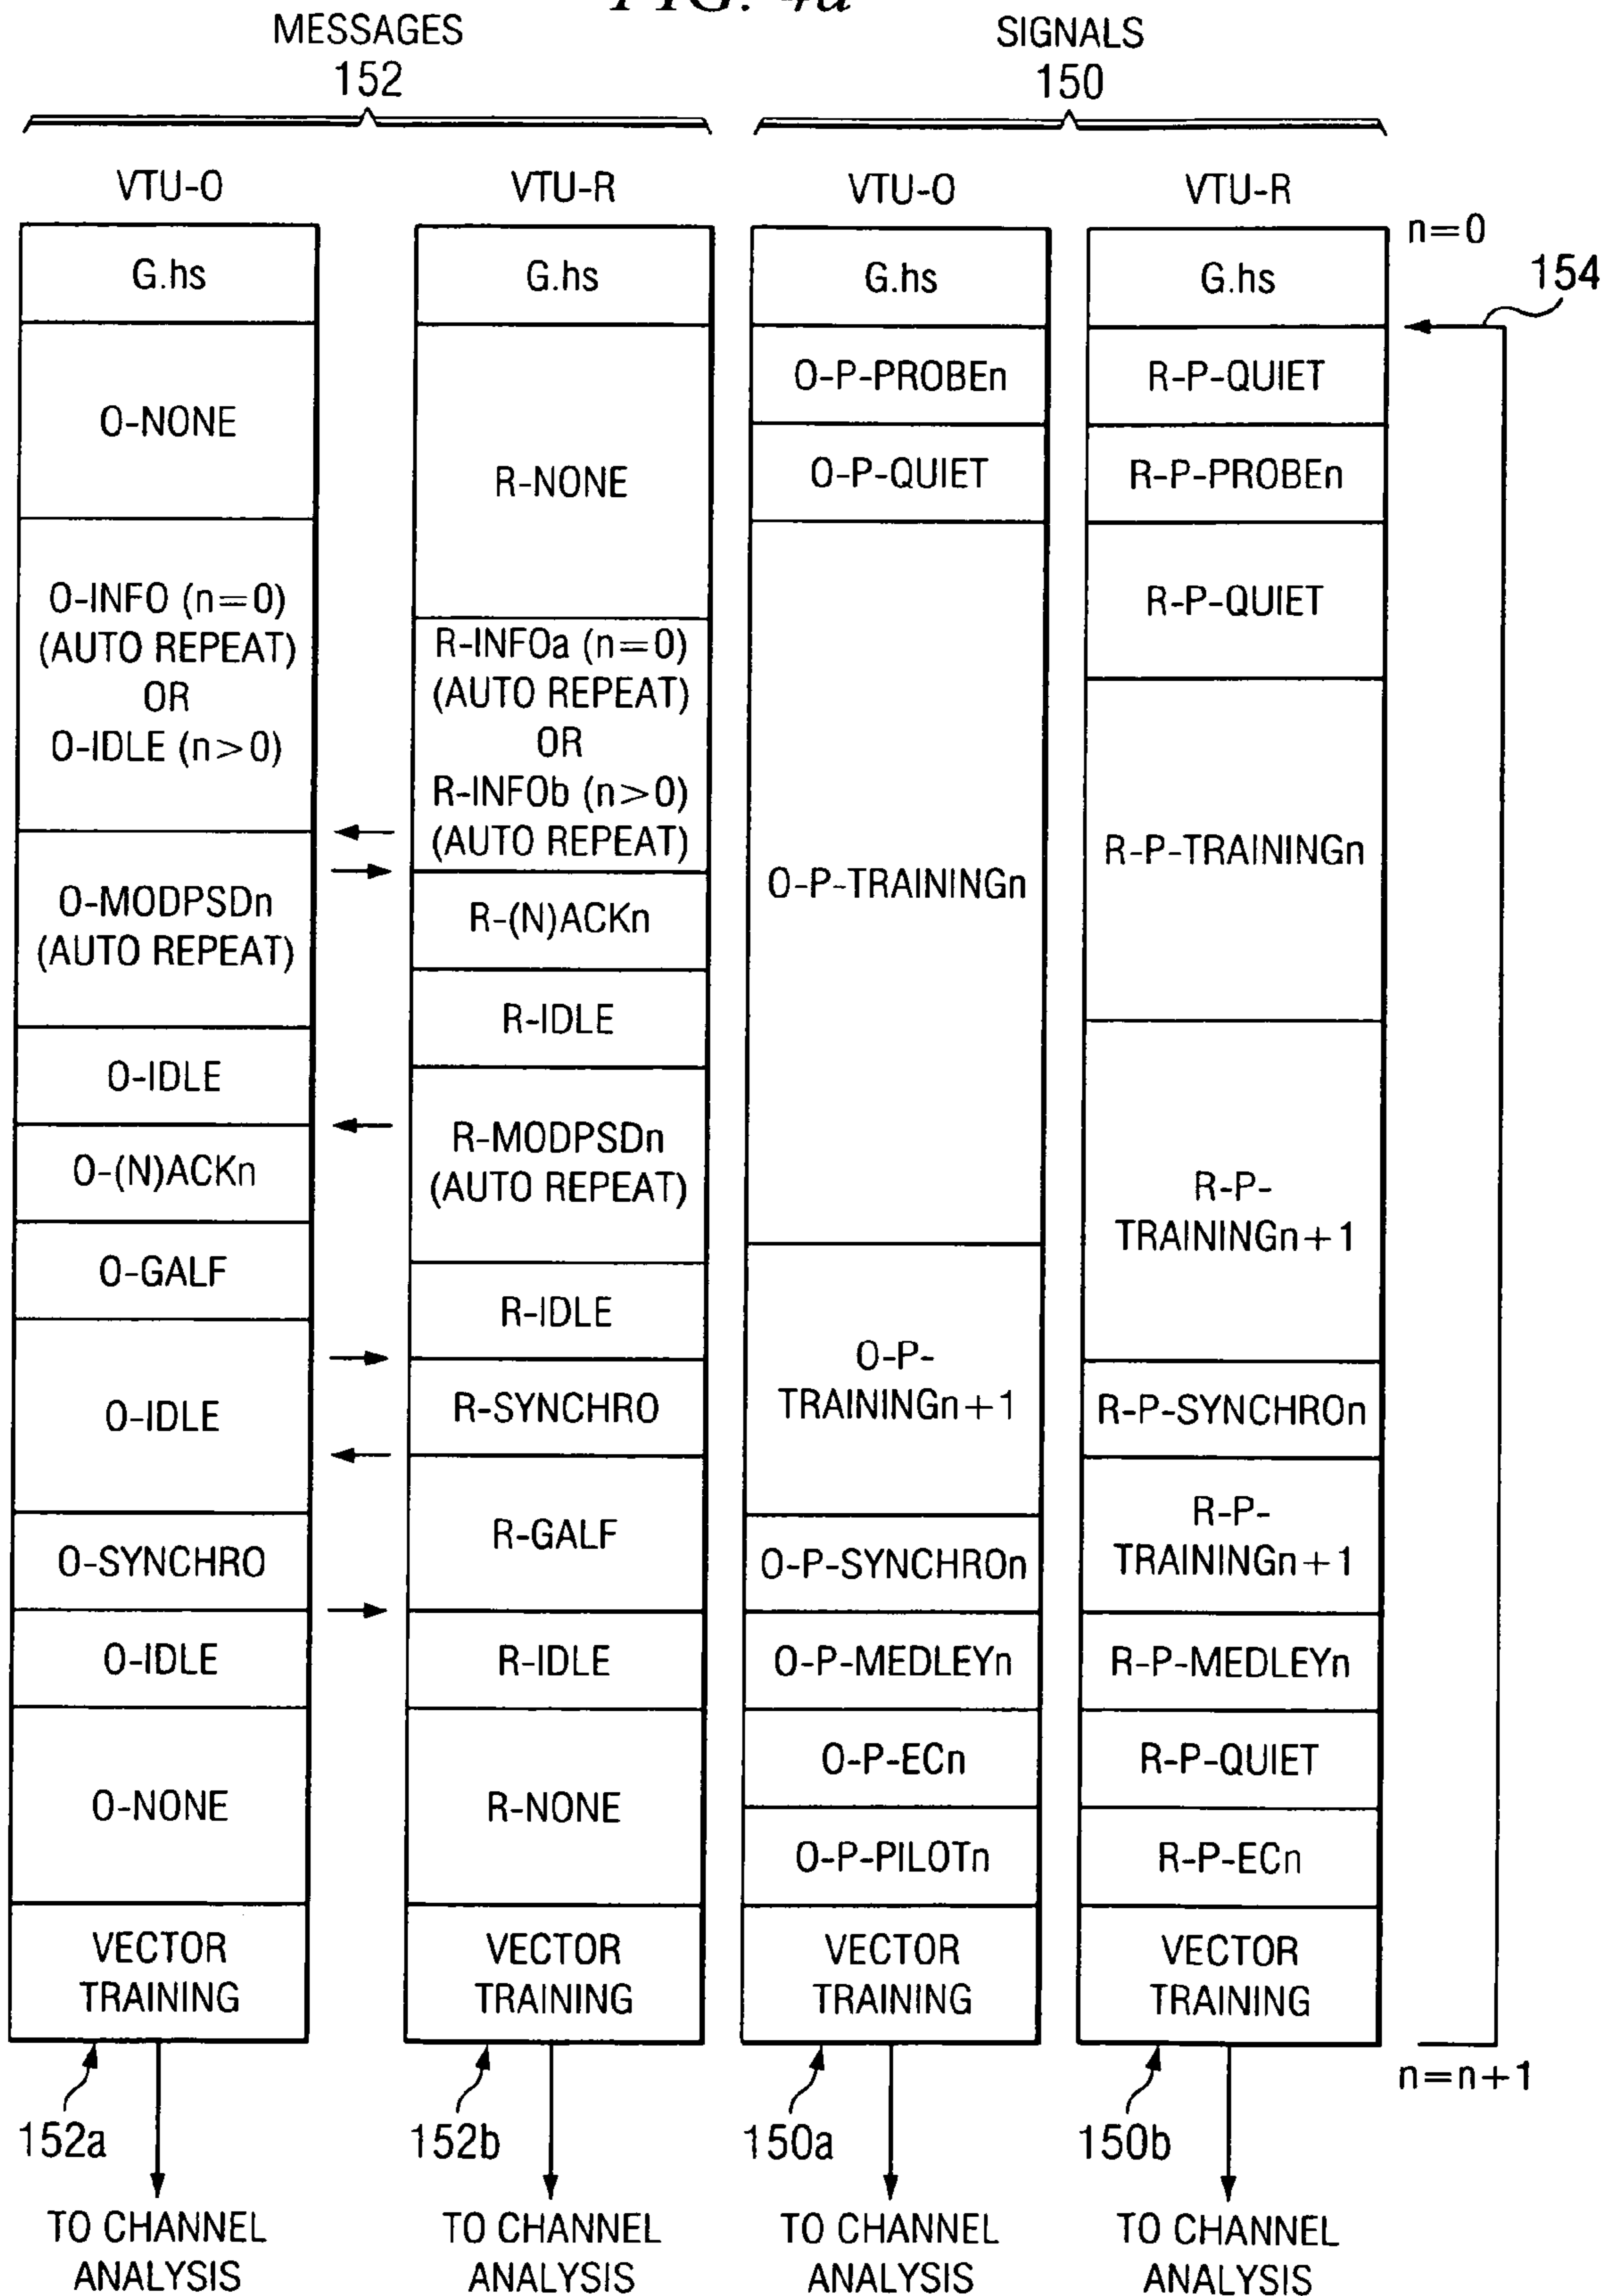 FIG. 4a
MESSAGES
152
SIGNALS
150
VTU-O
VTU-R
VTU-O
VTU-R
n=0
154
G.hs
O-NONE
O-INFO (n=0)
(AUTO REPEAT)
OR
O-IDLE (n>0)
O-MODPSDn
(AUTO REPEAT)
O-IDLE
O-(N)ACKn
O-GALF
O-IDLE
O-SYNCHRO
O-IDLE
O-NONE
VECTOR
TRAINING
152a
TO CHANNEL
ANALYSIS
G.hs
R-NONE
R-INFOa (n=0)
(AUTO REPEAT)
OR
R-INFOb (n>0)
(AUTO REPEAT)
R-(N)ACKn
R-IDLE
R-MODPSDn
(AUTO REPEAT)
R-IDLE
R-SYNCHRO
R-GALF
R-IDLE
R-NONE
VECTOR
TRAINING
152b
TO CHANNEL
ANALYSIS
G.hs
O-P-PROBEn
O-P-QUIET
O-P-TRAININGn
O-P-
TRAININGn+1
O-P-SYNCHROn
O-P-MEDLEYn
O-P-ECn
O-P-PILOTn
VECTOR
TRAINING
150a
TO CHANNEL
ANALYSIS
G.hs
R-P-QUIET
R-P-PROBEn
R-P-QUIET
R-P-TRAININGn
R-P-
TRAININGn+1
R-P-SYNCHROn
R-P-
TRAININGn+1
R-P-MEDLEYn
R-P-QUIET
R-P-ECn
VECTOR
TRAINING
150b
TO CHANNEL
ANALYSIS
n=n+1